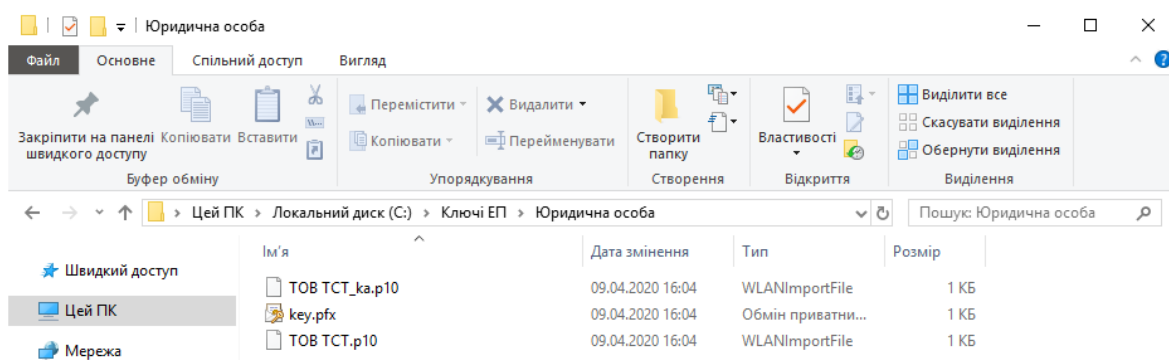 Юридична особа
Файл Основне Спільний доступ Вигляд
Закріпити на панелі швидкого доступу
Копіювати
Вставити
Перемістити
Копіювати
Видалити
Перейменувати
Створити папку
Властивості
Виділити все
Скасувати виділення
Обернути виділення
Буфер обміну Упорядкування Створення Відкриття Виділення
Цей ПК > Локальний диск (C:) > Ключі ЕП > Юридична особа
Пошук: Юридична особа
Ім’я Дата змінення Тип Розмір
Швидкий доступ
Цей ПК
Мережа
ТОВ ТСТ_ka.p10 09.04.2020 16:04 WLANImportFile 1 КБ
key.pfx 09.04.2020 16:04 Обмін приватни... 1 КБ
ТОВ ТСТ.p10 09.04.2020 16:04 WLANImportFile 1 КБ